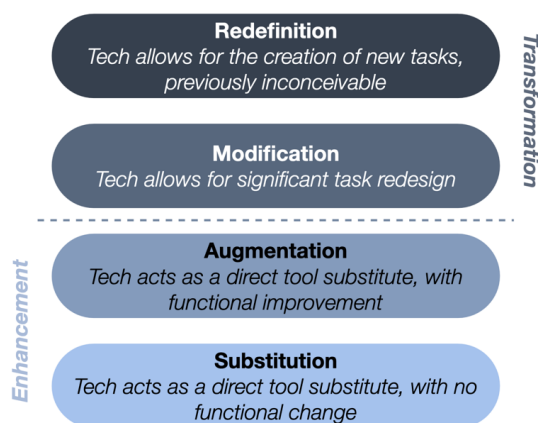 Redefinition
Tech allows for the creation of new tasks,
previously inconceivable
Transformation
Modification
Tech allows for significant task redesign
Augmentation
Tech acts as a direct tool substitute, with
functional improvement
Enhancement
Substitution
Tech acts as a direct tool substitute, with no
functional change